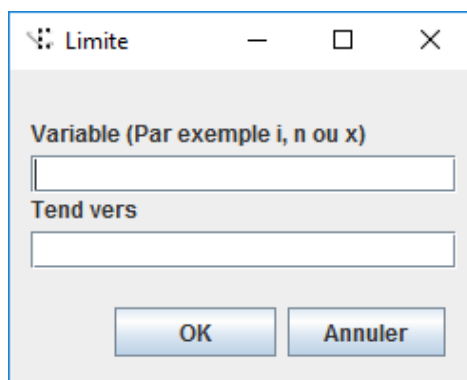 Limite
Variable (Par exemple i, n ou x)
Tend vers
OK Annuler